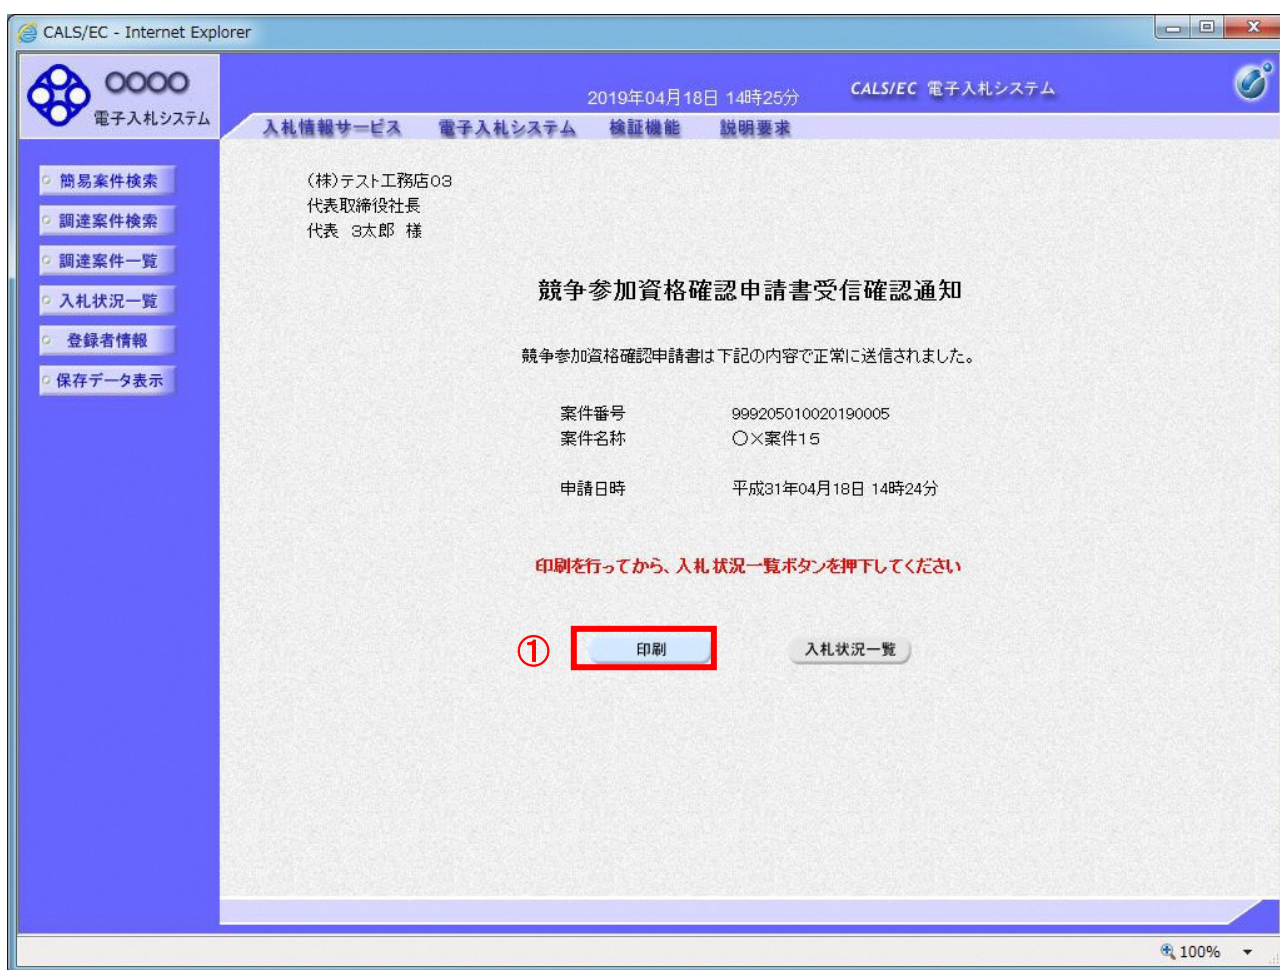 CALS/EC - Internet Explorer
OOOO
電子入札システム
2019年04月18日 14時25分
CALS/EC 電子入札システム
入札情報サービス 電子入札システム 検証機能 説明要求
簡易案件検索
調達案件検索
調達案件一覧
入札状況一覧
登録者情報
保存データ表示
(株)テスト工務店03
代表取締役社長
代表 3太郎 様
競争参加資格確認申請書受信確認通知
競争参加資格確認申請書は下記の内容で正常に送信されました。
案件番号 999205010020190005
案件名称 〇×案件15
申請日時 平成31年04月18日 14時24分
印刷を行ってから、入札状況一覧ボタンを押下してください
① 印刷 入札状況一覧
100%